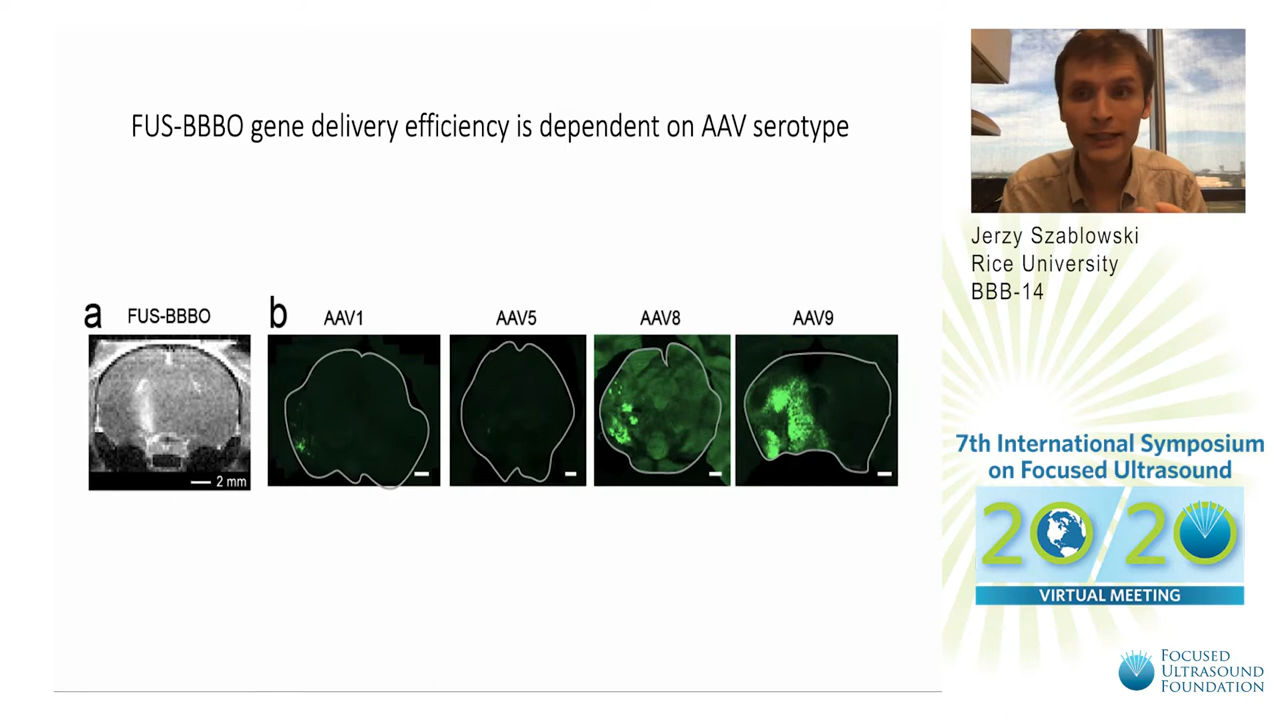 FUS-BBBO gene delivery efficiency is dependent on AAV serotype
a
FUS-BBBO
2 mm
b
AAV1
AAV5
AAV8
AAV9
Jerzy Szablowski
Rice University
BBB-14
7th International Symposium
on Focused Ultrasound
20/20
VIRTUAL MEETING
FOCUSED
ULTRASOUND
FOUNDATION